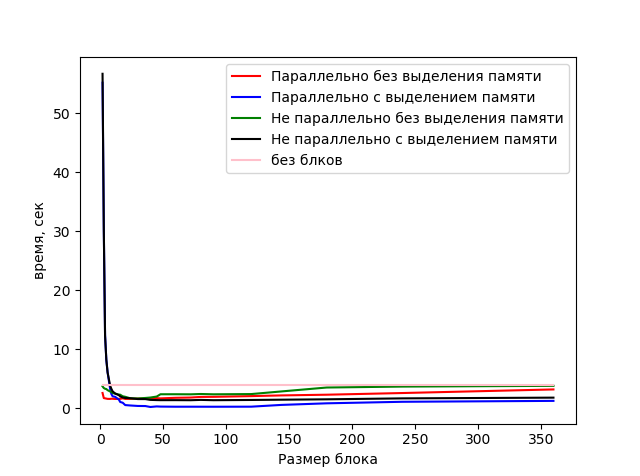 Параллельно без выделения памяти
Параллельно с выделением памяти
Не параллельно без выделения памяти
Не параллельно с выделением памяти
без блков
время, сек
50
40
30
20
10
0
0 50 100 150 200 250 300 350
Размер блока